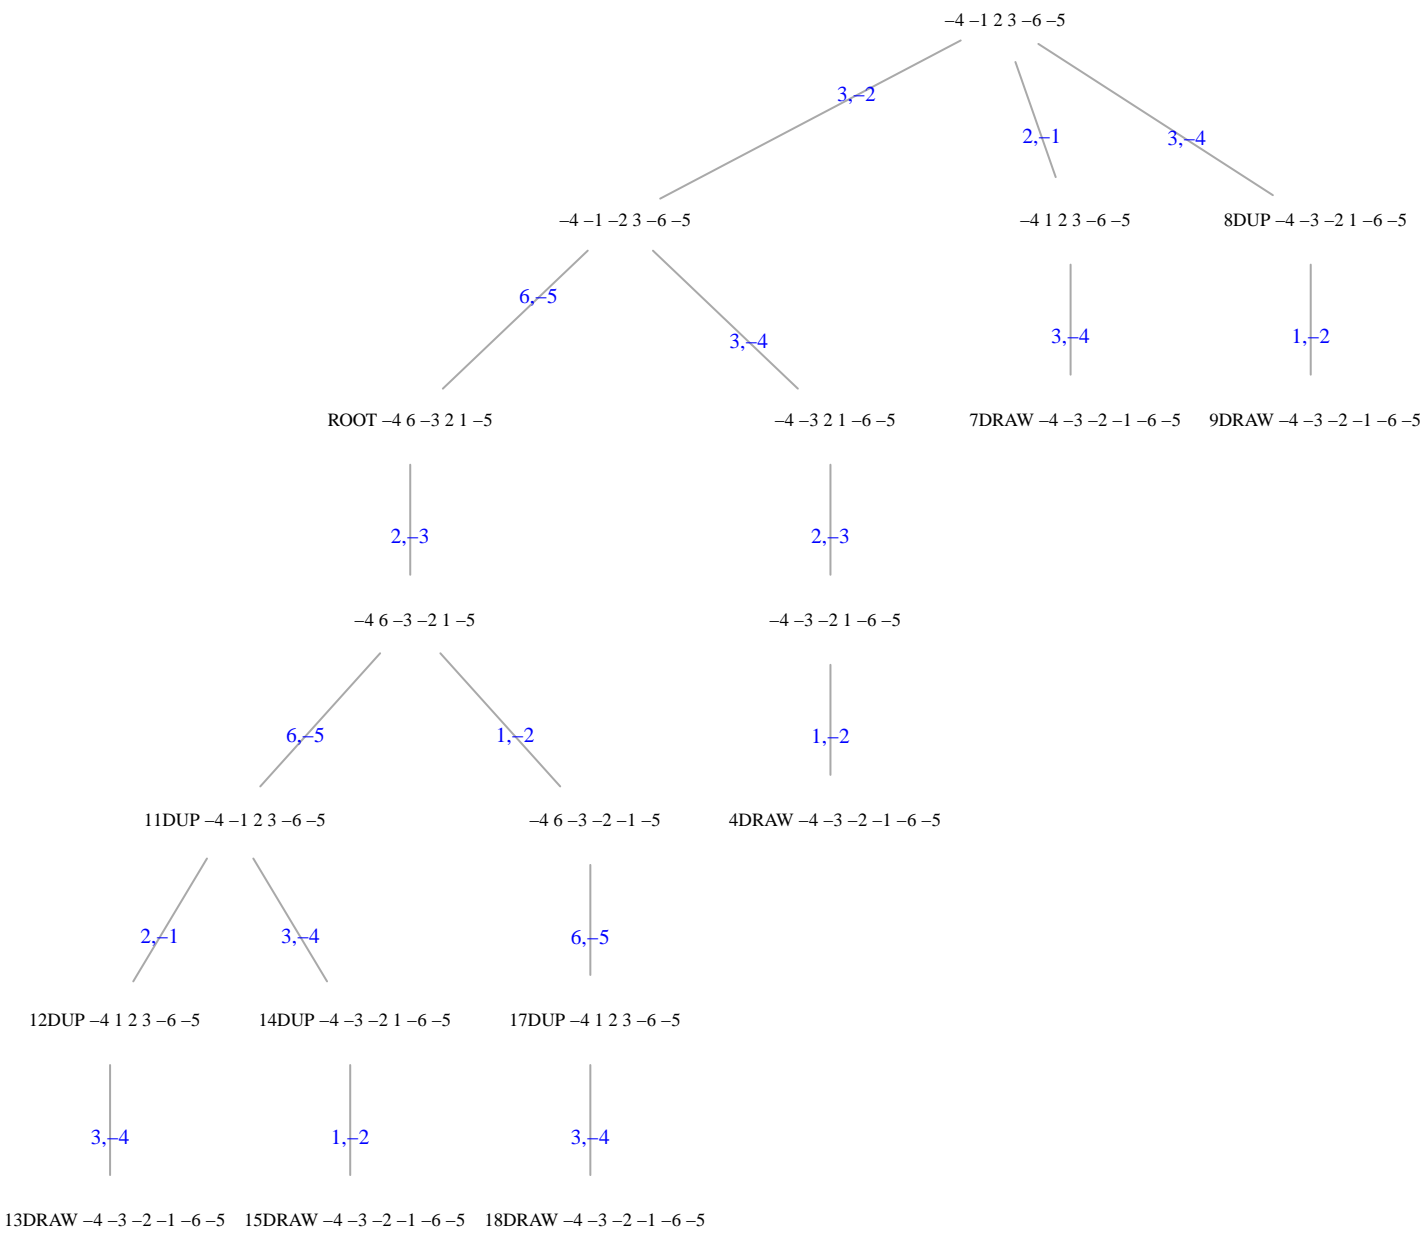 –4 –1 2 3 –6 –5
3,–2
2,–1
3,–4
–4 –1 –2 3 –6 –5
–4 1 2 3 –6 –5
8DUP –4 –3 –2 1 –6 –5
6,–5
3,–4
3,–4
1,–2
ROOT –4 6 –3 2 1 –5
–4 –3 2 1 –6 –5
7DRAW –4 –3 –2 –1 –6 –5
9DRAW –4 –3 –2 –1 –6 –5
2,–3
2,–3
–4 6 –3 –2 1 –5
–4 –3 –2 1 –6 –5
6,–5
1,–2
1,–2
11DUP –4 –1 2 3 –6 –5
–4 6 –3 –2 –1 –5
4DRAW –4 –3 –2 –1 –6 –5
2,–1
3,–4
6,–5
12DUP –4 1 2 3 –6 –5
14DUP –4 –3 –2 1 –6 –5
17DUP –4 1 2 3 –6 –5
3,–4
1,–2
3,–4
13DRAW –4 –3 –2 –1 –6 –5
15DRAW –4 –3 –2 –1 –6 –5
18DRAW –4 –3 –2 –1 –6 –5